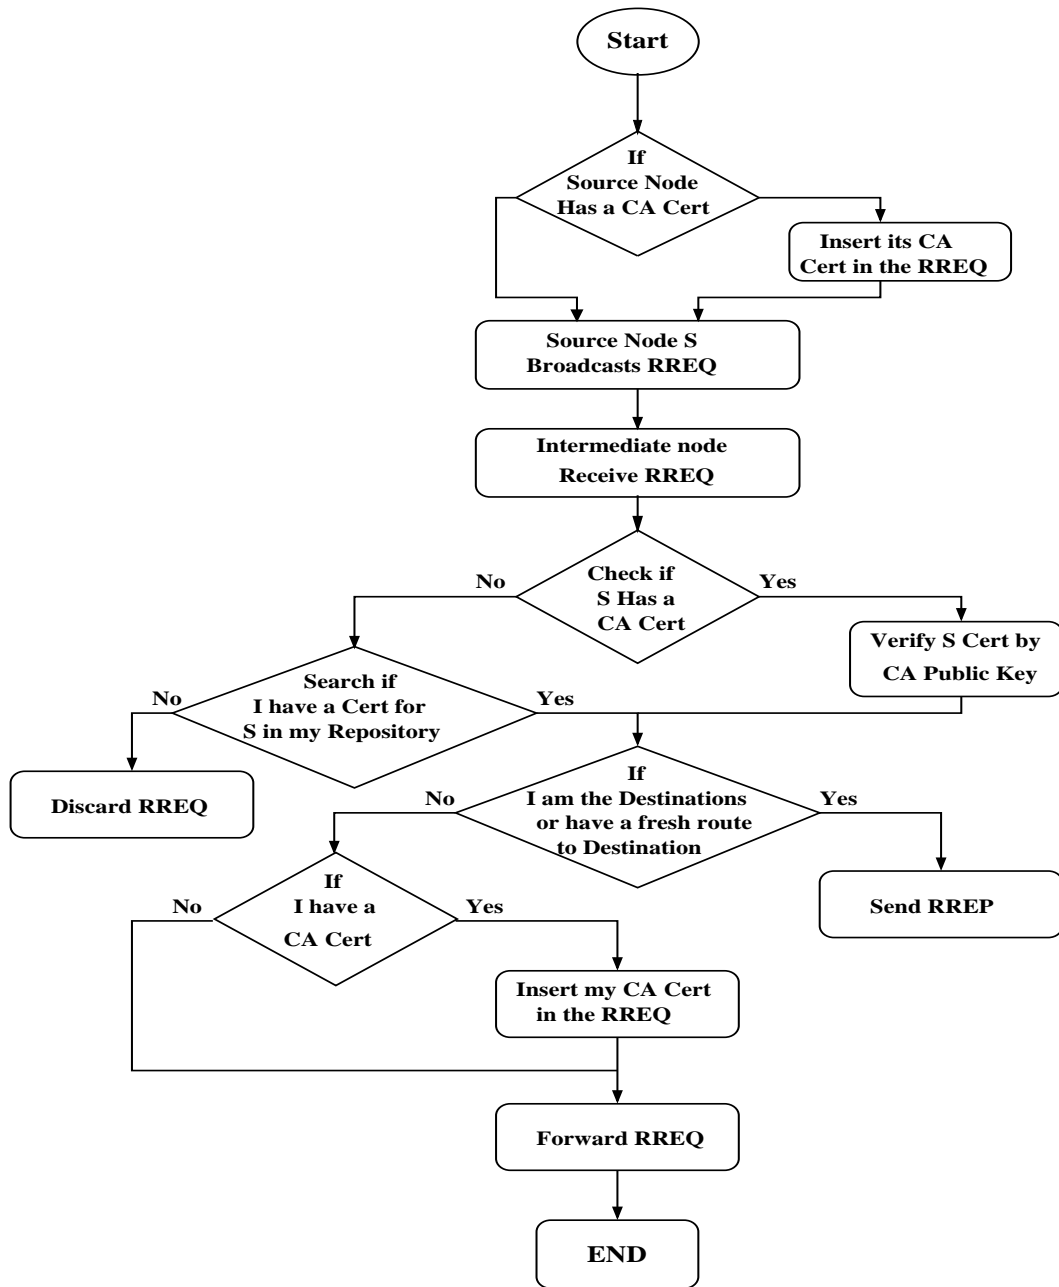 Start
If
Source Node
Has a CA Cert
Insert its CA
Cert in the RREQ
Source Node S
Broadcasts RREQ
Intermediate node
Receive RREQ
No
Check if
S Has a
CA Cert
Yes
Verify S Cert by
CA Public Key
No
Search if
I have a Cert for
S in my Repository
Yes
Discard RREQ
No
If
I am the Destinations
or have a fresh route
to Destination
Yes
Send RREP
No
If
I have a
CA Cert
Yes
Insert my CA Cert
in the RREQ
Forward RREQ
END